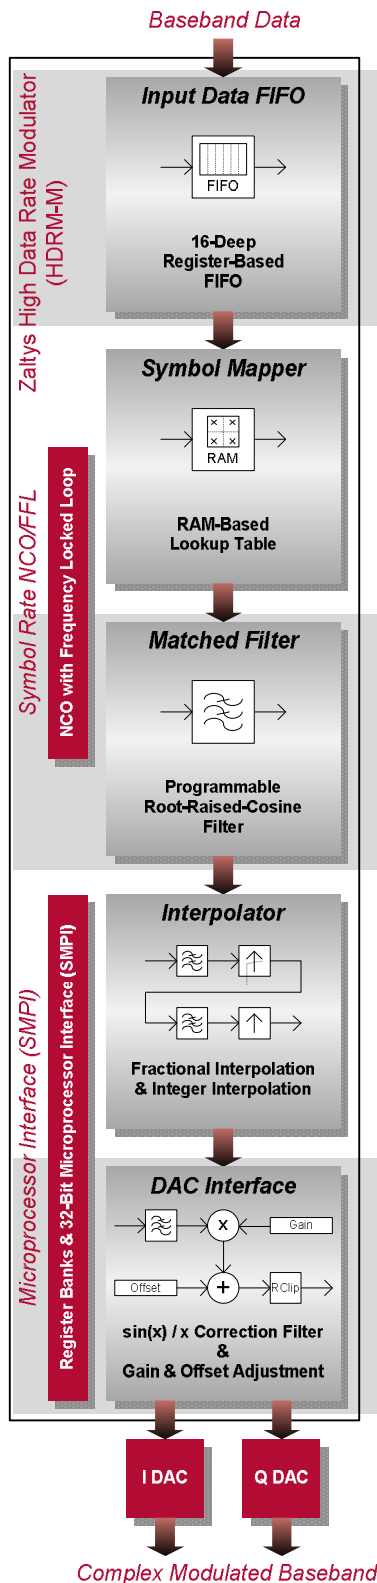 Baseband Data
Zaltys High Data Rate Modulator
(HDRM-M)
Input Data FIFO
FIFO
16-Deep
Register-Based
FIFO
Symbol Mapper
× ×
× ×
RAM
RAM-Based
Lookup Table
Symbol Rate NCO/FFL
NCO with Frequency Locked Loop
Matched Filter
Programmable
Root-Raised-Cosine
Filter
Microprocessor Interface (SMPI)
Register Banks & 32-Bit Microprocessor Interface (SMPI)
Interpolator
Fractional Interpolation
& Integer Interpolation
DAC Interface
x
Gain
Offset
+
RClip
sin(x) / x Correction Filter
&
Gain & Offset Adjustment
I DAC
Q DAC
Complex Modulated Baseband